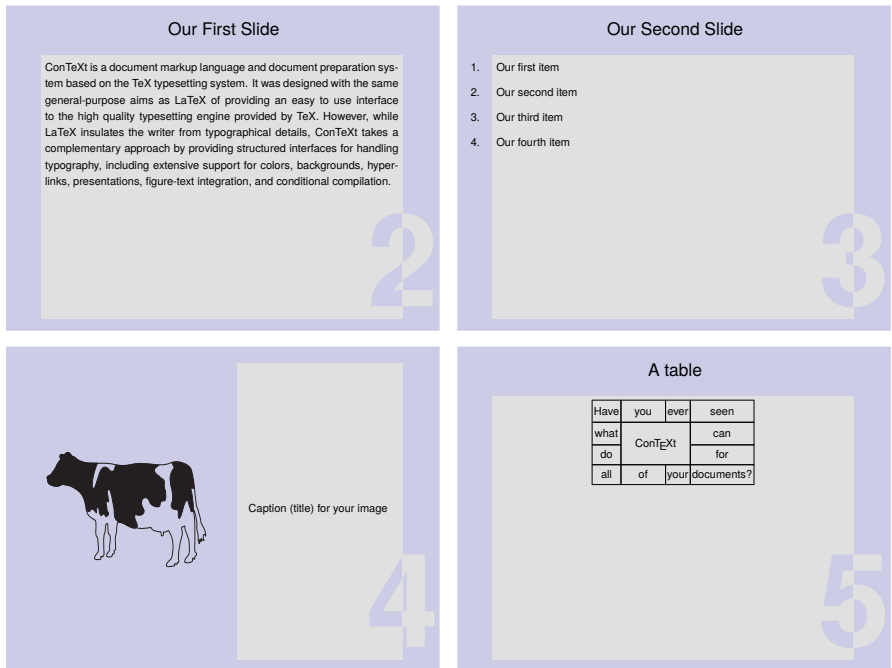 Our First Slide
ConTeXt is a document markup language and document preparation sys-
tem based on the TeX typesetting system. It was designed with the same
general-purpose aims as LaTeX of providing an easy to use interface
to the high quality typesetting engine provided by TeX. However, while
LaTeX insulates the writer from typographical details, ConTeXt takes a
complementary approach by providing structured interfaces for handling
typography, including extensive support for colors, backgrounds, hyper-
links, presentations, figure-text integration, and conditional compilation.
2
Our Second Slide
1. Our first item
2. Our second item
3. Our third item
4. Our fourth item
3
Caption (title) for your image
4
A table
Have you ever seen
what ConTEXt can
do for
all of your documents?
5